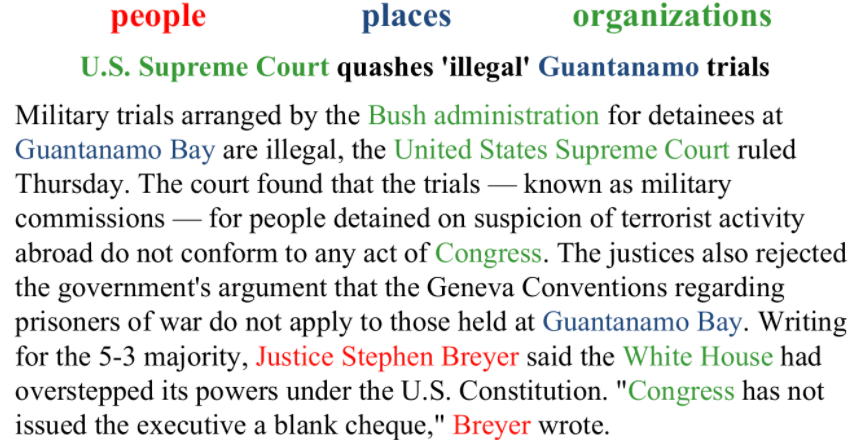 people places organizations
U.S. Supreme Court quashes 'illegal' Guantanamo trials
Military trials arranged by the Bush administration for detainees at
Guantanamo Bay are illegal, the United States Supreme Court ruled
Thursday. The court found that the trials — known as military
commissions — for people detained on suspicion of terrorist activity
abroad do not conform to any act of Congress. The justices also rejected
the government's argument that the Geneva Conventions regarding
prisoners of war do not apply to those held at Guantanamo Bay. Writing
for the 5-3 majority, Justice Stephen Breyer said the White House had
overstepped its powers under the U.S. Constitution. "Congress has not
issued the executive a blank cheque," Breyer wrote.